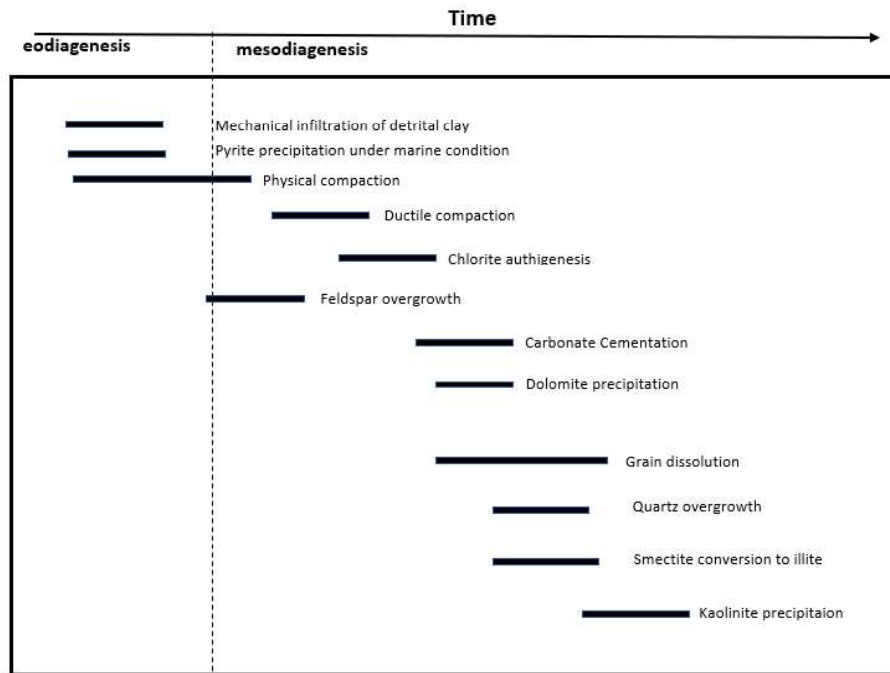 Time
eodiagenesis
mesodiagenesis
Mechanical infiltration of detrital clay
Pyrite precipitation under marine condition
Physical compaction
Ductile compaction
Chlorite authigenesis
Feldspar overgrowth
Carbonate Cementation
Dolomite precipitation
Grain dissolution
Quartz overgrowth
Smectite conversion to illite
Kaolinite precipitaion